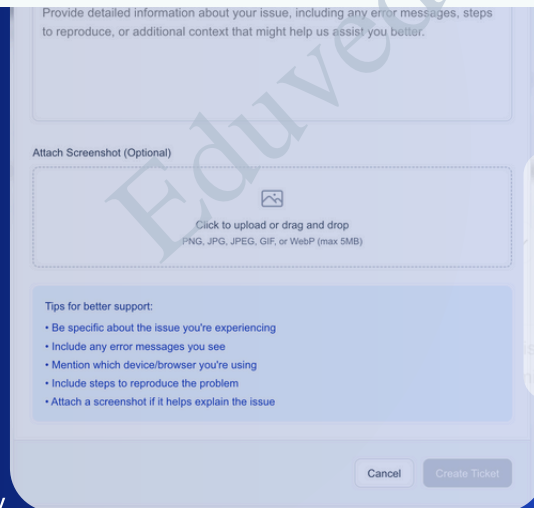 Provide detailed information about your issue, including any error messages, steps
to reproduce, or additional context that might help us assist you better.
Attach Screenshot (Optional)
Click to upload or drag and drop
PNG, JPG, JPEG, GIF, or WebP (max 5MB)
Tips for better support:
• Be specific about the issue you're experiencing
• Include any error messages you see
• Mention which device/browser you're using
• Include steps to reproduce the problem
• Attach a screenshot if it helps explain the issue
Cancel
Create Ticket